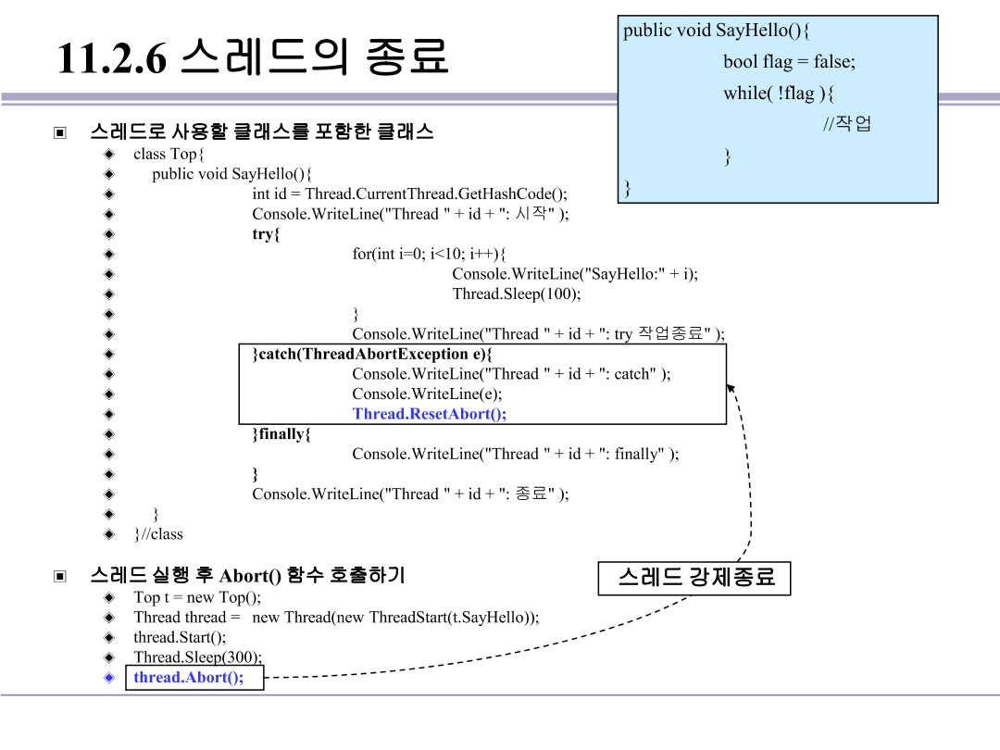 11.2.6 스레드의 종료
public void SayHello(){
bool flag = false;
while( !flag ){
//작업
}
}
스레드로 사용할 클래스를 포함한 클래스
class Top{
public void SayHello(){
int id = Thread.CurrentThread.GetHashCode();
Console.WriteLine("Thread " + id + ": 시작" );
try{
for(int i=0; i<10; i++){
Console.WriteLine("SayHello:" + i);
Thread.Sleep(100);
}
Console.WriteLine("Thread " + id + ": try 작업종료" );
}catch(ThreadAbortException e){
Console.WriteLine("Thread " + id + ": catch" );
Console.WriteLine(e);
Thread.ResetAbort();
}finally{
Console.WriteLine("Thread " + id + ": finally" );
}
Console.WriteLine("Thread " + id + ": 종료" );
}
}//class
스레드 실행 후 Abort() 함수 호출하기
스레드 강제종료
Top t = new Top();
Thread thread = new Thread(new ThreadStart(t.SayHello));
thread.Start();
Thread.Sleep(300);
thread.Abort();